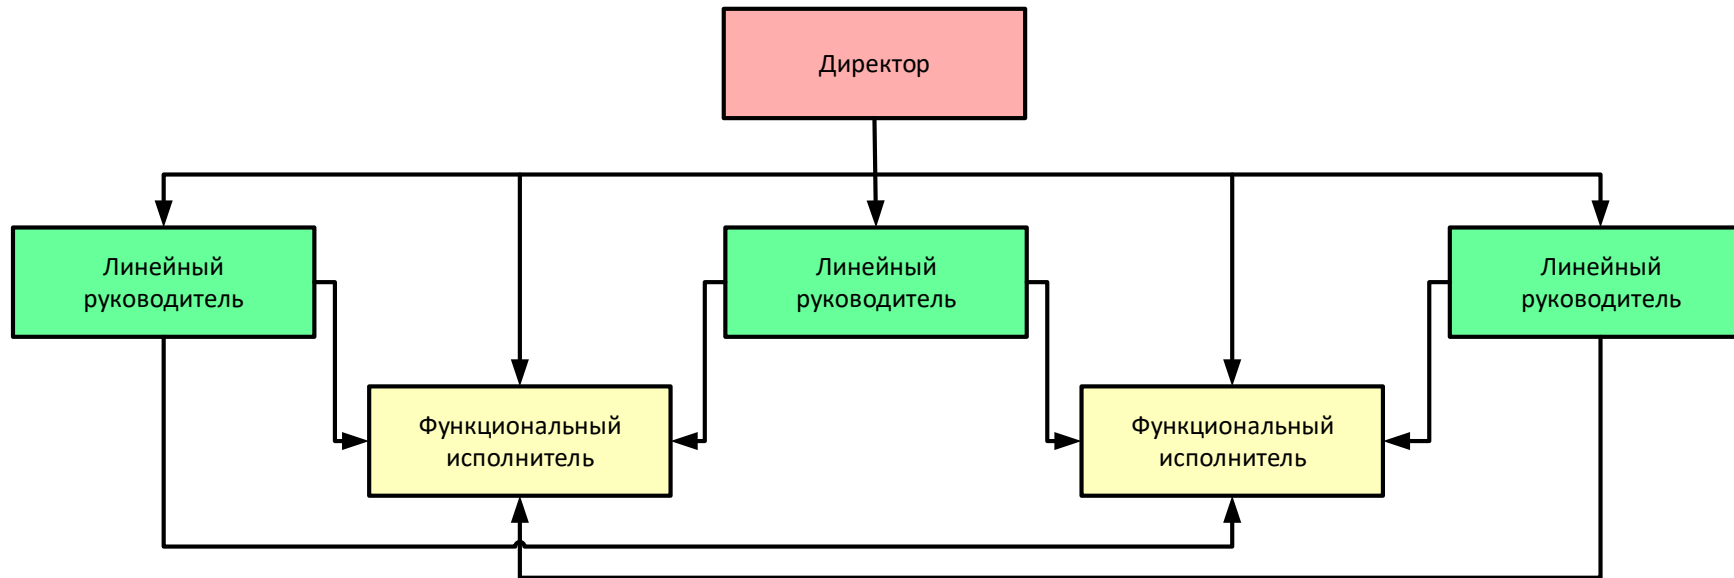 Директор
Линейный
руководитель
Линейный
руководитель
Линейный
руководитель
Функциональный
исполнитель
Функциональный
исполнитель